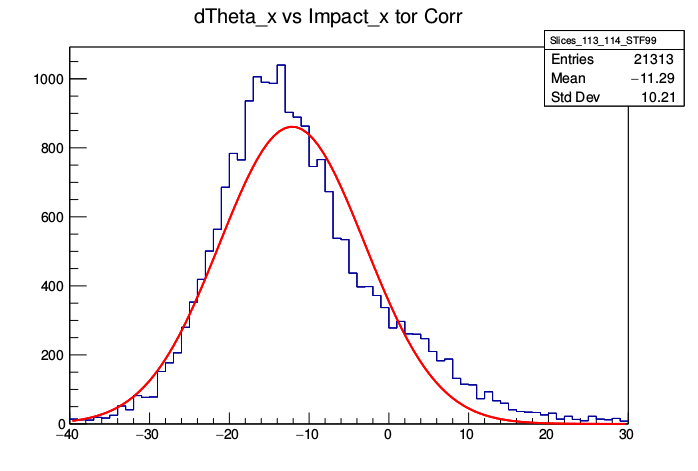 dTheta_x vs Impact_x tor Corr
Slices_113_114_STF99
Entries 21313
Mean −11.29
Std Dev 10.21
1000
800
600
400
200
0
−40 −30 −20 −10 0 10 20 30